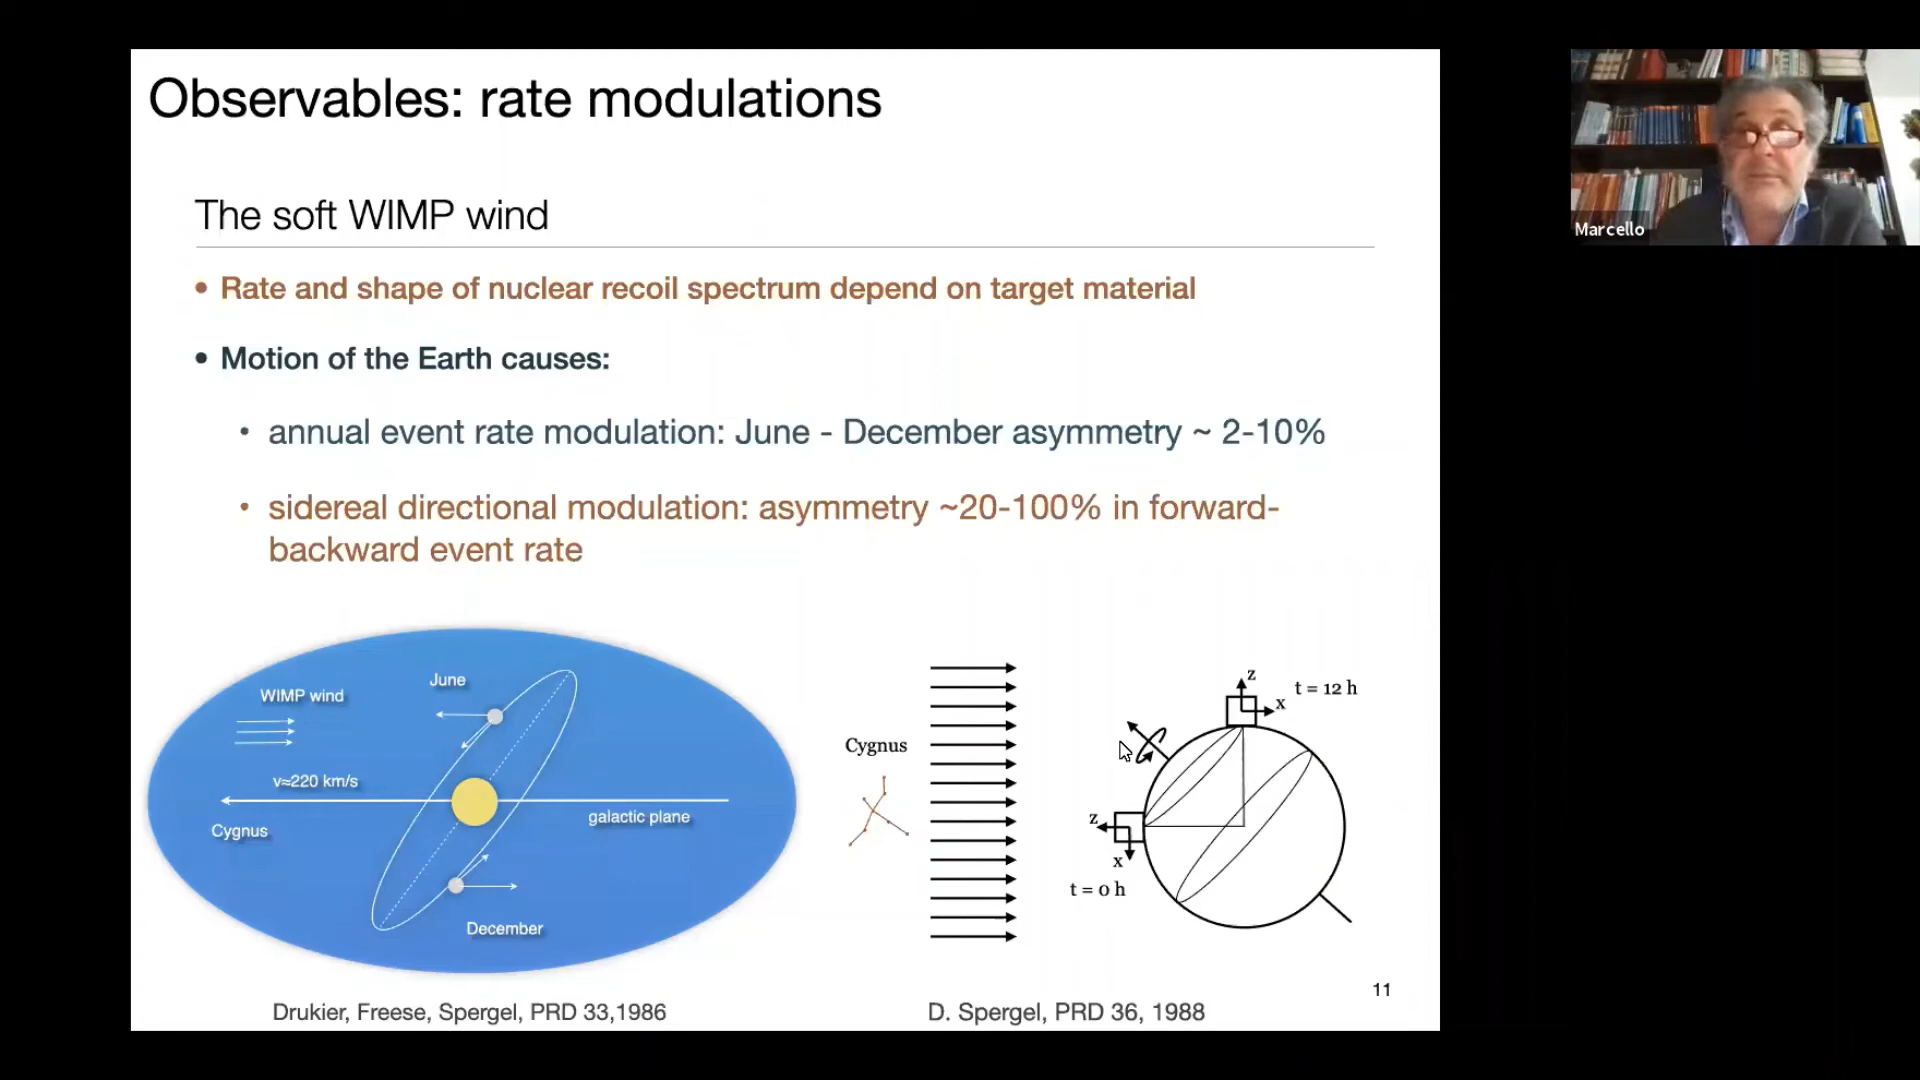 Observables: rate modulations
Marcello
The soft WIMP wind
• Rate and shape of nuclear recoil spectrum depend on target material
• Motion of the Earth causes:
• annual event rate modulation: June - December asymmetry ~ 2-10%
• sidereal directional modulation: asymmetry ~20-100% in forward-
backward event rate
WIMP wind
June
v≈220 km/s
Cygnus
galactic plane
December
Cygnus
z
x
t = 12 h
z
x
t = 0 h
11
Drukier, Freese, Spergel, PRD 33,1986
D. Spergel, PRD 36, 1988